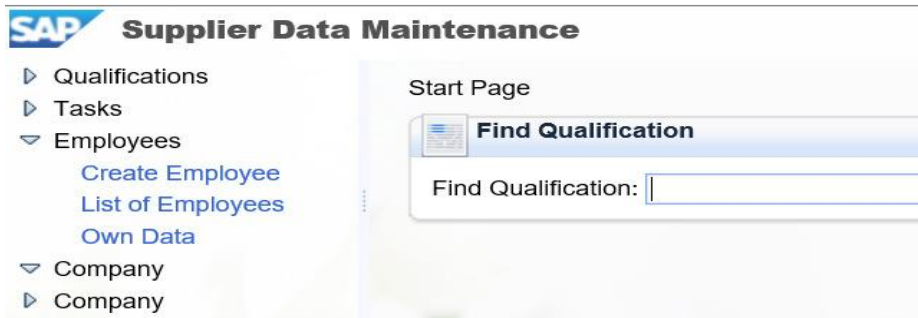 SAP Supplier Data Maintenance
Qualifications
Tasks
Employees
Create Employee
List of Employees
Own Data
Company
Company
Start Page
Find Qualification
Find Qualification: